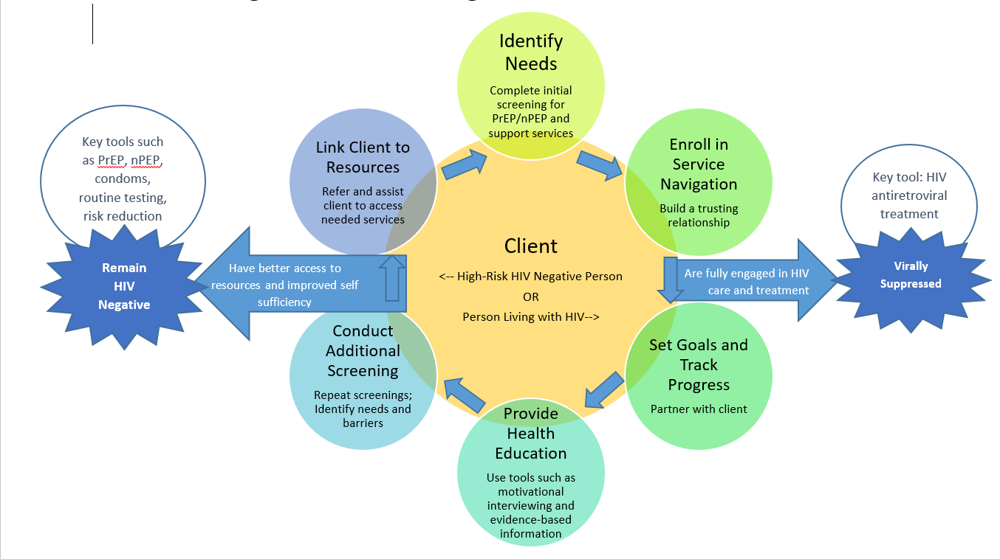 Identify
Needs
Complete initial
screening for
PrEP/nPEP and
support services
Enroll in
Service
Navigation
Build a trusting
relationship
Set Goals and
Track
Progress
Partner with client
Provide
Health
Education
Use tools such as
motivational
interviewing and
evidence-based
information
Conduct
Additional
Screening
Repeat screenings;
Identify needs and
barriers
Link Client to
Resources
Refer and assist
client to access
needed services
Client
<-- High-Risk HIV Negative Person
OR
Person Living with HIV-->
Key tools such
as PrEP, nPEP,
condoms,
routine testing,
risk reduction
Remain
HIV
Negative
Have better access to
resources and improved self
sufficiency
Are fully engaged in HIV
care and treatment
Key tool: HIV
antiretroviral
treatment
Virally
Suppressed